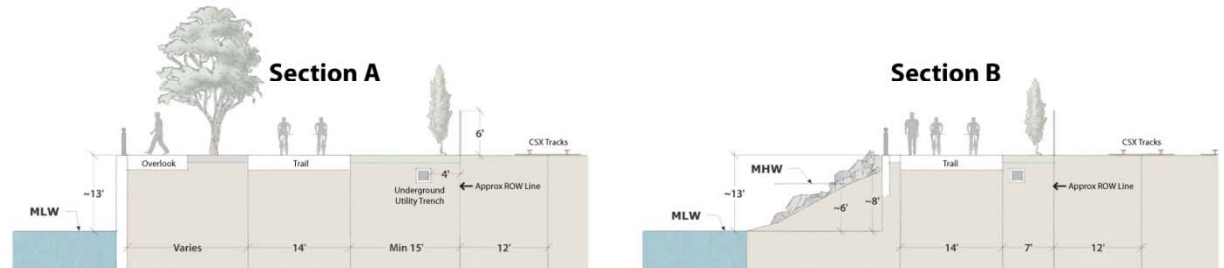 Section A
6'
CSX Tracks
Overlook
Trail
4'
Underground
Utility Trench
Approx ROW Line
~13'
MLW
Varies
14'
Min 15'
12'
Section B
CSX Tracks
Trail
MHW
~13'
~6'
~8'
Approx ROW Line
MLW
14'
7'
12'